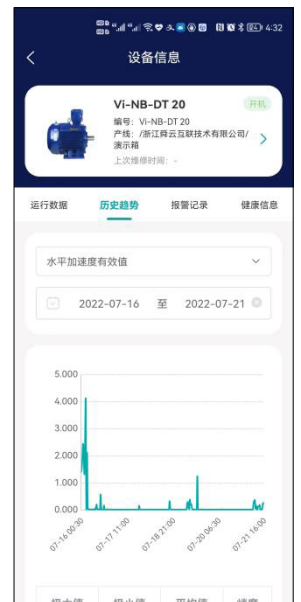 4:32
设备信息
Vi-NB-DT 20
开机
编号: Vi-NB-DT 20
产线: /浙江舜云互联技术有限公司/
演示箱
上次维修时间: -
运行数据 历史趋势 报警记录 健康信息
水平加速度有效值
2022-07-16 至 2022-07-21
5.000
4.000
3.000
2.000
1.000
0.000
07-16 00:30 07-17 11:00 07-18 21:00 07-20 06:30 07-21 16:00